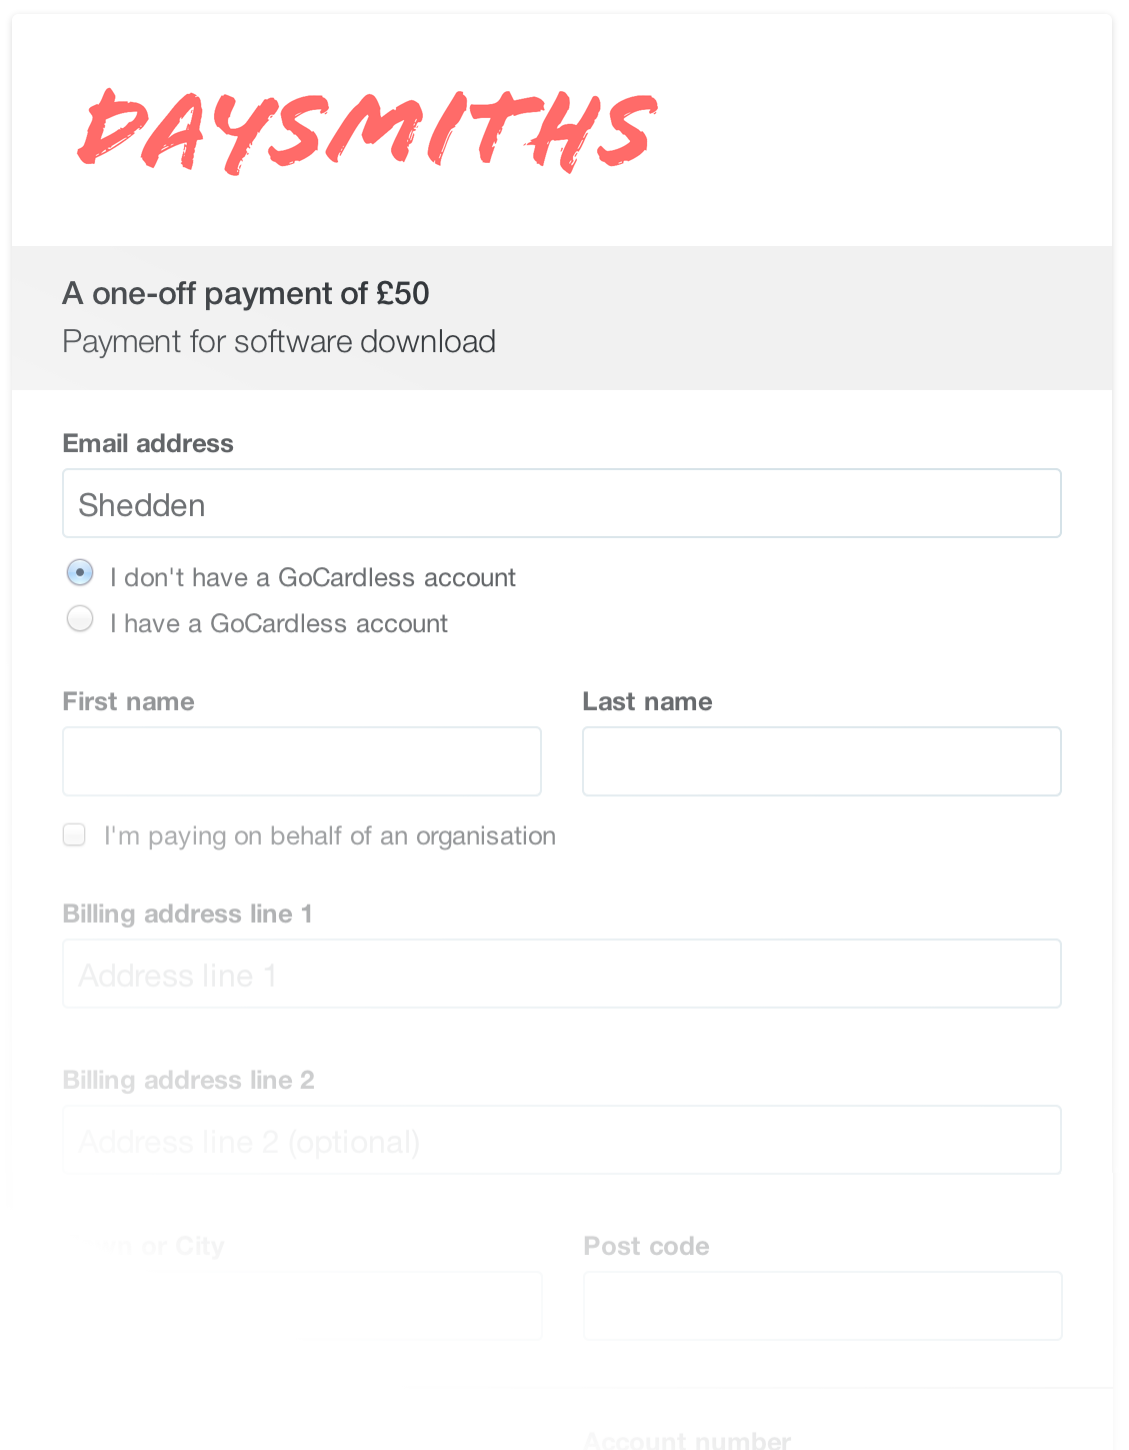 DAYSMITHS
A one-off payment of £50
Payment for software download
Email address
Shedden
I don't have a GoCardless account
I have a GoCardless account
First name
Last name
I'm paying on behalf of an organisation
Billing address line 1
Address line 1
Billing address line 2
Address line 2 (optional)
or City
Post code
Account number